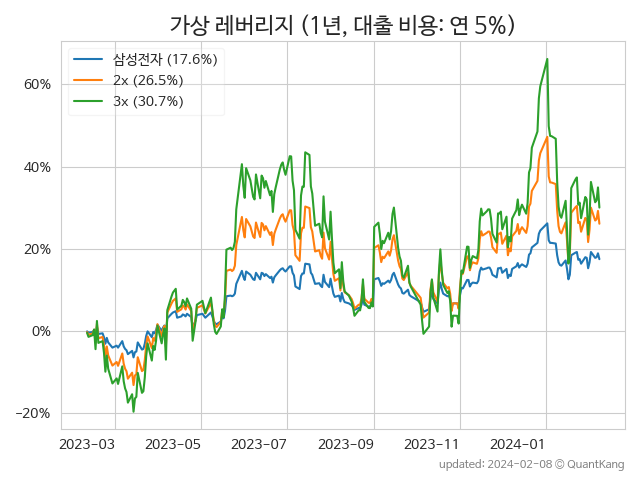 가상 레버리지 (1년, 대출 비용: 연 5%)
삼성전자 (17.6%)
2x (26.5%)
3x (30.7%)
60%
40%
20%
0%
−20%
2023-03 2023-05 2023-07 2023-09 2023-11 2024-01
updated: 2024-02-08 © QuantKang